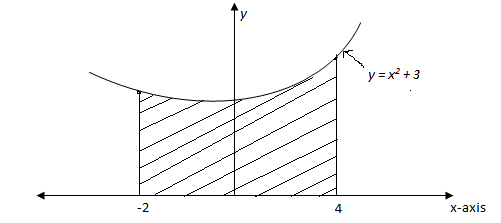 y
y = x² + 3
-2
4
x-axis